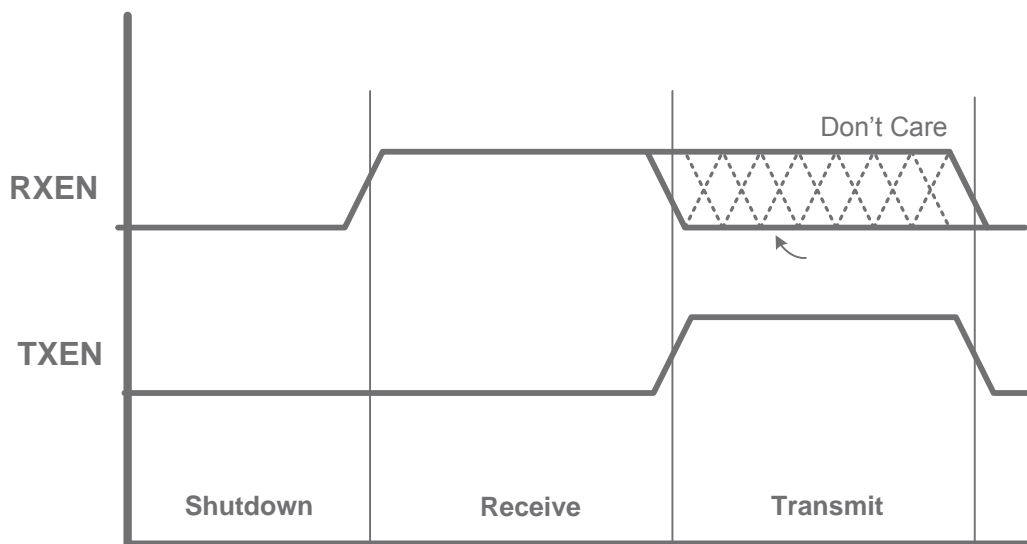 Don’t Care
RXEN
TXEN
Shutdown
Receive
Transmit